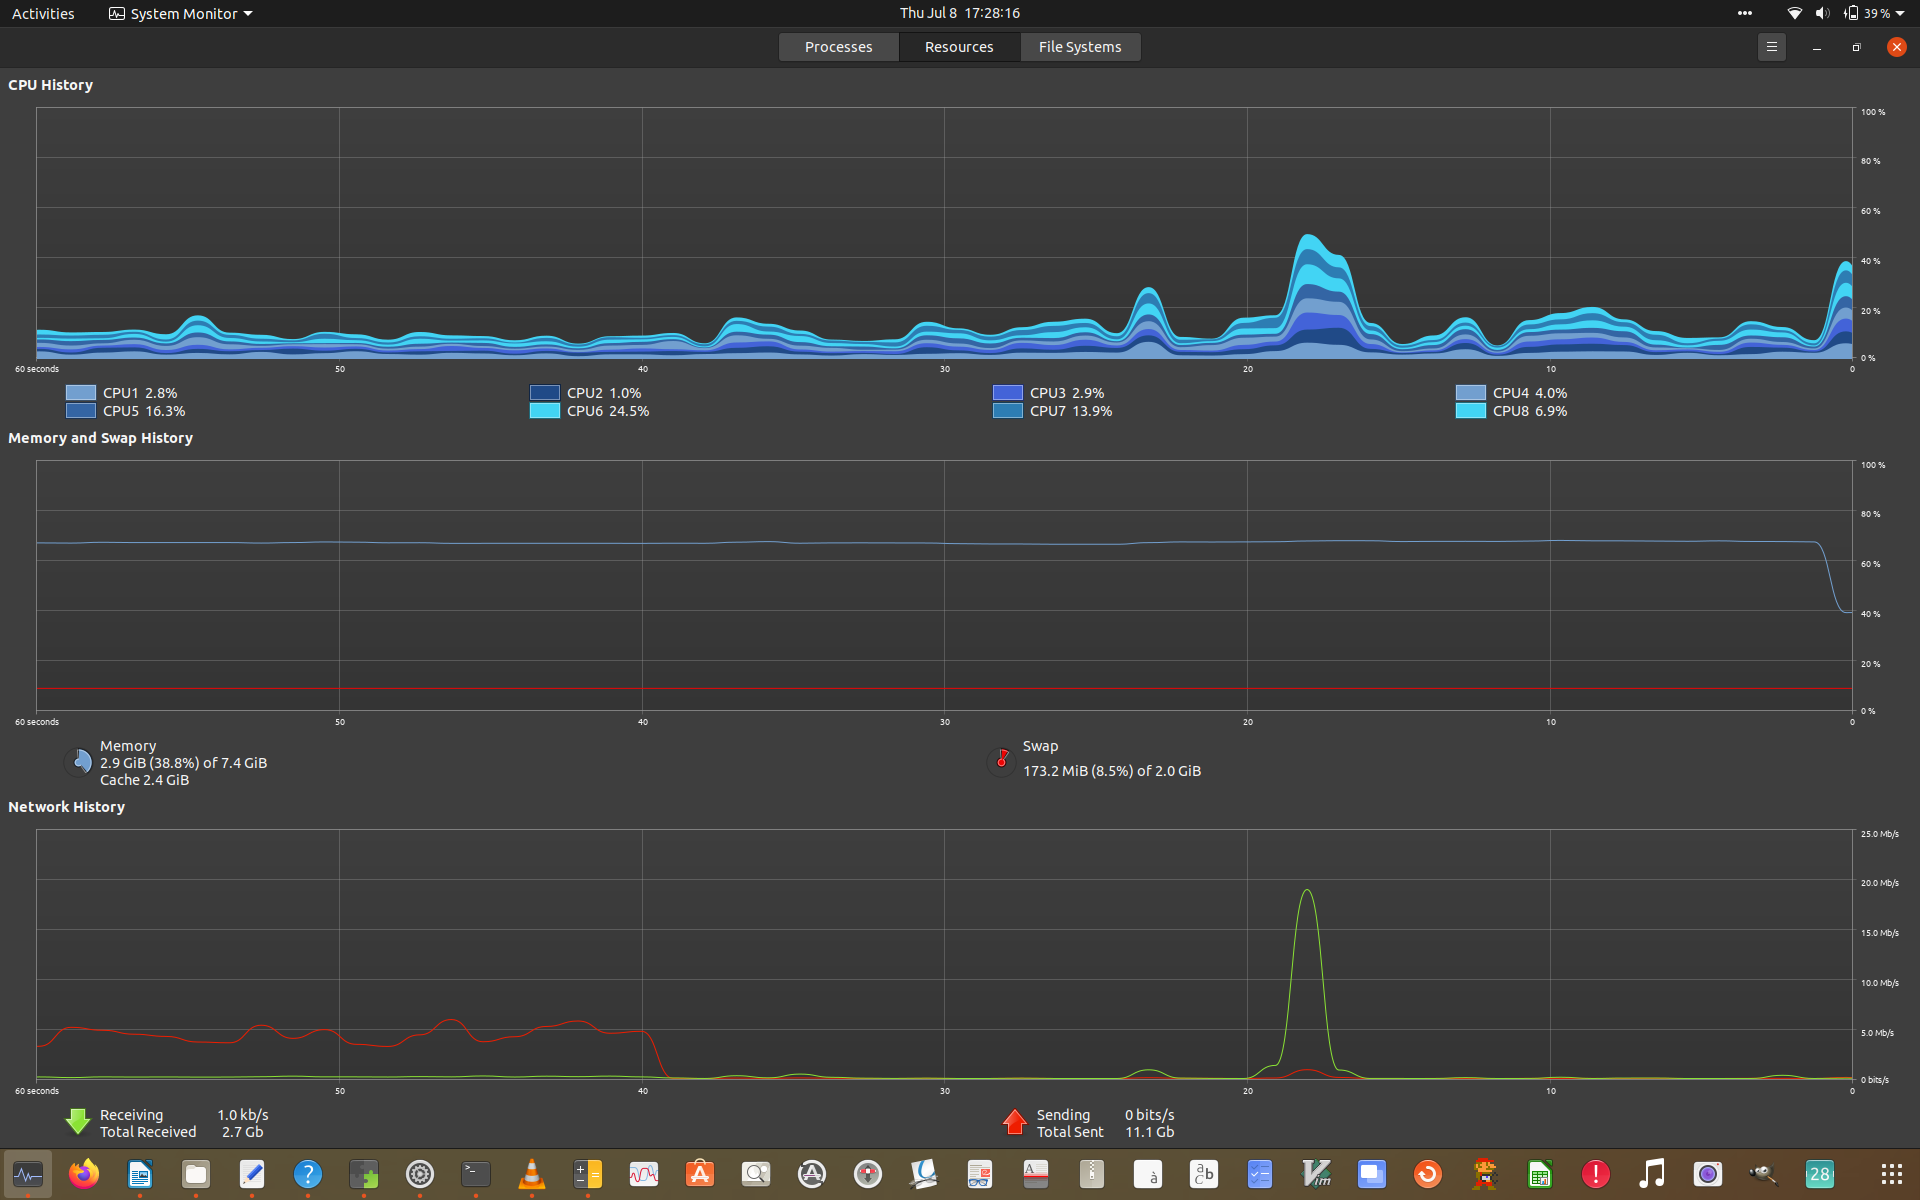 Activities System Monitor Thu Jul 8 17:28:16 39 %
Processes Resources File Systems
CPU History
100 %
80 %
60 %
40 %
20 %
0 %
60 seconds 50 40 30 20 10 0
CPU1 2.8% CPU2 1.0% CPU3 2.9% CPU4 4.0%
CPU5 16.3% CPU6 24.5% CPU7 13.9% CPU8 6.9%
Memory and Swap History
100 %
80 %
60 %
40 %
20 %
0 %
60 seconds 50 40 30 20 10 0
Memory Swap
2.9 GiB (38.8%) of 7.4 GiB 173.2 MiB (8.5%) of 2.0 GiB
Cache 2.4 GiB
Network History
25.0 Mb/s
20.0 Mb/s
15.0 Mb/s
10.0 Mb/s
5.0 Mb/s
0 bits/s
60 seconds 50 40 30 20 10 0
Receiving 1.0 kb/s Sending 0 bits/s
Total Received 2.7 Gb Total Sent 11.1 Gb
? >_ A A à a b c Vim ! 28